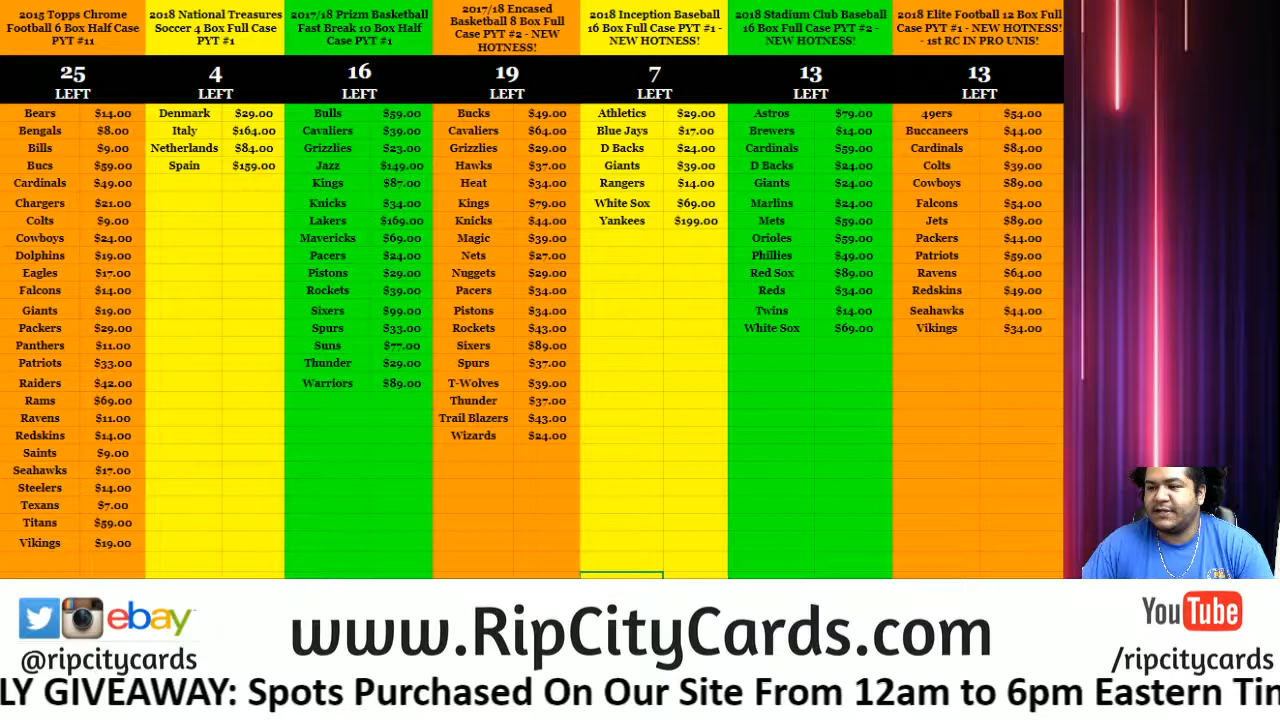 2015 Topps Chrome
Football 6 Box Half Case
PYT #11
25
LEFT
Bears $14.00
Bengals $8.00
Bills $9.00
Bucs $59.00
Cardinals $49.00
Chargers $21.00
Colts $9.00
Cowboys $24.00
Dolphins $19.00
Eagles $17.00
Falcons $14.00
Giants $19.00
Packers $29.00
Panthers $11.00
Patriots $33.00
Raiders $42.00
Rams $69.00
Ravens $11.00
Redskins $14.00
Saints $9.00
Seahawks $17.00
Steelers $14.00
Texans $7.00
Titans $59.00
Vikings $19.00
2018 National Treasures
Soccer 4 Box Full Case
PYT #1
4
LEFT
Denmark $29.00
Italy $164.00
Netherlands $84.00
Spain $159.00
2017/18 Prizm Basketball
Fast Break 10 Box Half
Case PYT #1
16
LEFT
Bulls $59.00
Cavaliers $39.00
Grizzlies $23.00
Jazz $149.00
Kings $87.00
Knicks $34.00
Lakers $169.00
Mavericks $69.00
Pacers $24.00
Pistons $29.00
Rockets $39.00
Sixers $99.00
Spurs $33.00
Suns $77.00
Thunder $29.00
Warriors $89.00
2017/18 Encased
Basketball 8 Box Full
Case PYT #2 - NEW
HOTNESS!
19
LEFT
Bucks $49.00
Cavaliers $64.00
Grizzlies $29.00
Hawks $37.00
Heat $34.00
Kings $79.00
Knicks $44.00
Magic $39.00
Nets $27.00
Nuggets $29.00
Pacers $34.00
Pistons $34.00
Rockets $43.00
Sixers $89.00
Spurs $37.00
T-Wolves $39.00
Thunder $37.00
Trail Blazers $43.00
Wizards $24.00
2018 Inception Baseball
16 Box Full Case PYT #1 -
NEW HOTNESS!
7
LEFT
Athletics $29.00
Blue Jays $17.00
D Backs $24.00
Giants $39.00
Rangers $14.00
White Sox $69.00
Yankees $199.00
2018 Stadium Club Baseball
16 Box Full Case PYT #2 -
NEW HOTNESS!
13
LEFT
Astros $79.00
Brewers $14.00
Cardinals $59.00
D Backs $24.00
Giants $24.00
Marlins $24.00
Mets $59.00
Orioles $59.00
Phillies $49.00
Red Sox $89.00
Reds $34.00
Twins $14.00
White Sox $69.00
2018 Elite Football 12 Box Full
Case PYT #1 - NEW HOTNESS!
- 1st RC IN PRO UNIS!
13
LEFT
49ers $54.00
Buccaneers $44.00
Cardinals $84.00
Colts $39.00
Cowboys $89.00
Falcons $54.00
Jets $89.00
Packers $44.00
Patriots $59.00
Ravens $64.00
Redskins $49.00
Seahawks $44.00
Vikings $34.00
ebay
@ripcitycards
www.RipCityCards.com
YouTube
/ripcitycards
LY GIVEAWAY: Spots Purchased On Our Site From 12am to 6pm Eastern Tin